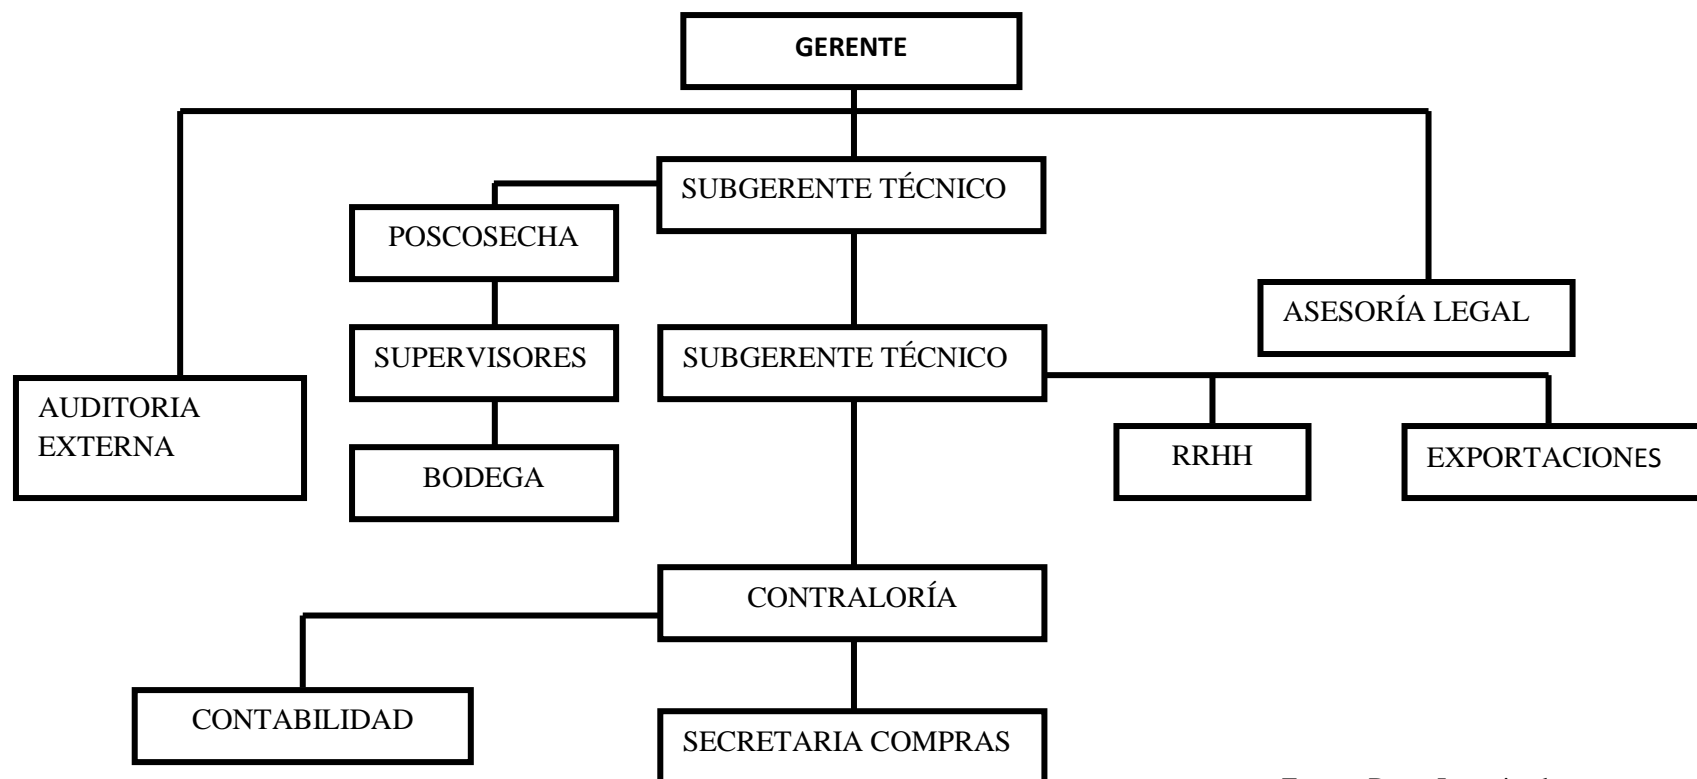 GERENTE
SUBGERENTE TÉCNICO
POSCOSECHA
ASESORÍA LEGAL
SUPERVISORES
SUBGERENTE TÉCNICO
AUDITORIA
EXTERNA
RRHH
EXPORTACIONES
BODEGA
CONTRALORÍA
CONTABILIDAD
SECRETARIA COMPRAS